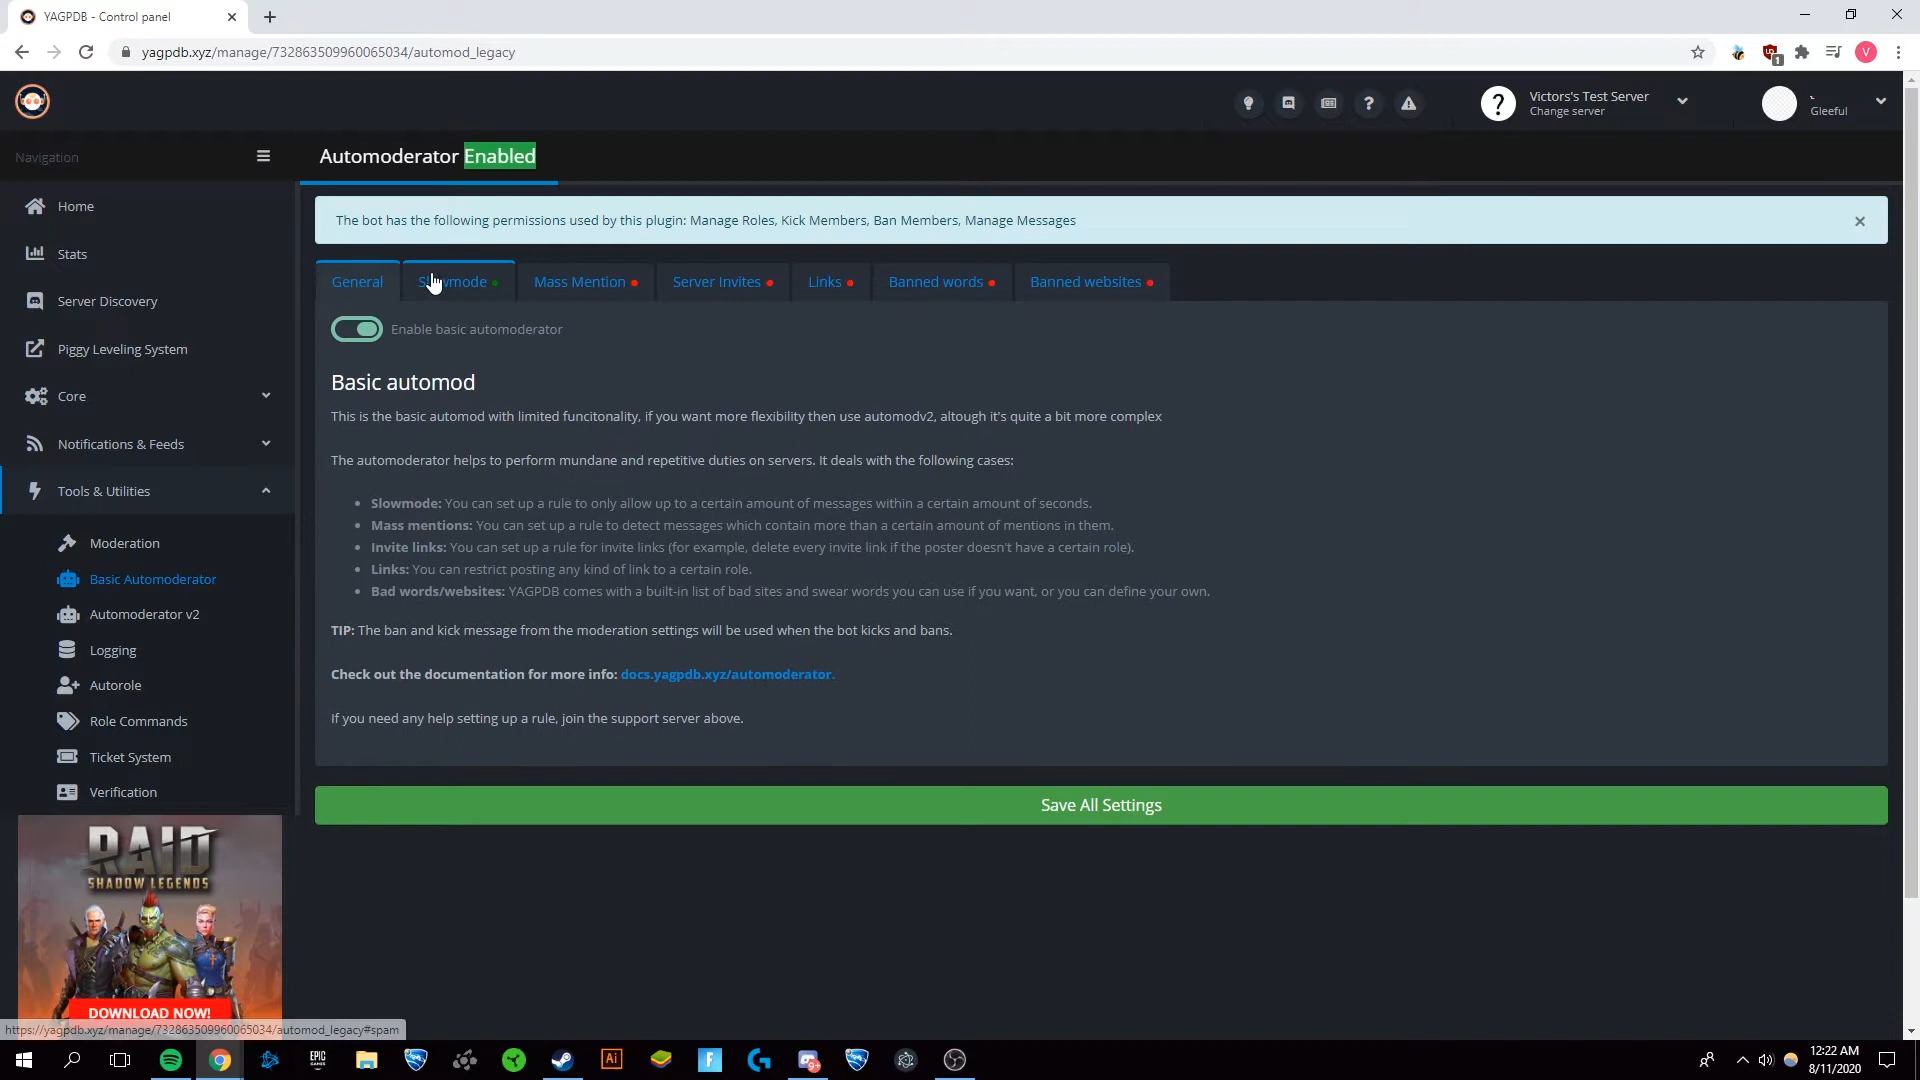 YAGPDB - Control panel
yagpdb.xyz/manage/732863509960065034/automod_legacy
1
V
?
?
Victors's Test Server
Change server
Gleeful
Navigation
Automoderator Enabled
Home
Stats
Server Discovery
Piggy Leveling System
Core
Notifications & Feeds
Tools & Utilities
Moderation
Basic Automoderator
Automoderator v2
Logging
Autorole
Role Commands
Ticket System
Verification
The bot has the following permissions used by this plugin: Manage Roles, Kick Members, Ban Members, Manage Messages
General
Slowmode
Mass Mention
Server Invites
Links
Banned words
Banned websites
Enable basic automoderator
Basic automod
This is the basic automod with limited funcitonality, if you want more flexibility then use automodv2, altough it's quite a bit more complex
The automoderator helps to perform mundane and repetitive duties on servers. It deals with the following cases:
• Slowmode: You can set up a rule to only allow up to a certain amount of messages within a certain amount of seconds.
• Mass mentions: You can set up a rule to detect messages which contain more than a certain amount of mentions in them.
• Invite links: You can set up a rule for invite links (for example, delete every invite link if the poster doesn't have a certain role).
• Links: You can restrict posting any kind of link to a certain role.
• Bad words/websites: YAGPDB comes with a built-in list of bad sites and swear words you can use if you want, or you can define your own.
TIP: The ban and kick message from the moderation settings will be used when the bot kicks and bans.
Check out the documentation for more info: docs.yagpdb.xyz/automoderator.
If you need any help setting up a rule, join the support server above.
Save All Settings
RAID
SHADOW LEGENDS
DOWNLOAD NOW!
https://yagpdb.xyz/manage/732863509960065034/automod_legacy#spam
EPIC
GAMES
Ai
F
G
9+
12:22 AM
8/11/2020